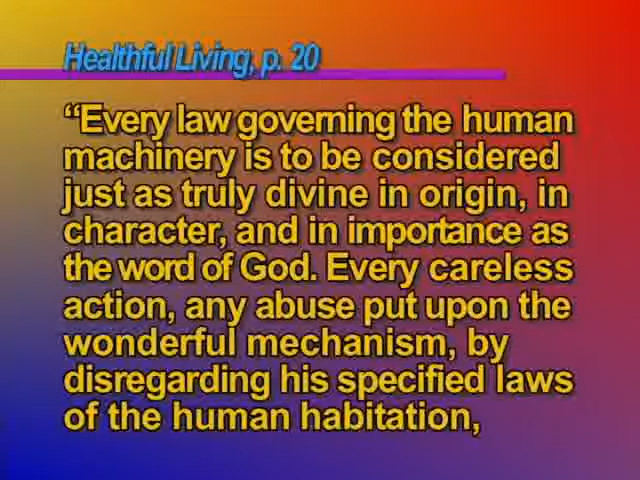 Healthful Living, p. 20
“Every law governing the human
machinery is to be considered
just as truly divine in origin, in
character, and in importance as
the word of God. Every careless
action, any abuse put upon the
wonderful mechanism, by
disregarding his specified laws
of the human habitation,